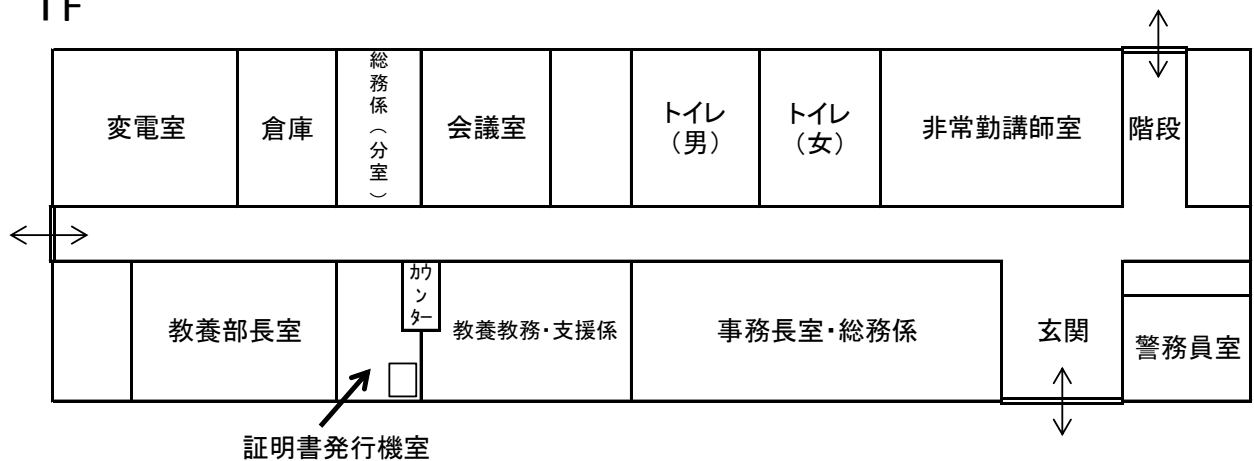 1F
変電室
倉庫
総務係（分室）
会議室
トイレ
（男）
トイレ
（女）
非常勤講師室
階段
教養部長室
カウンター
教養教務・支援係
事務長室・総務係
玄関
警務員室
証明書発行機室